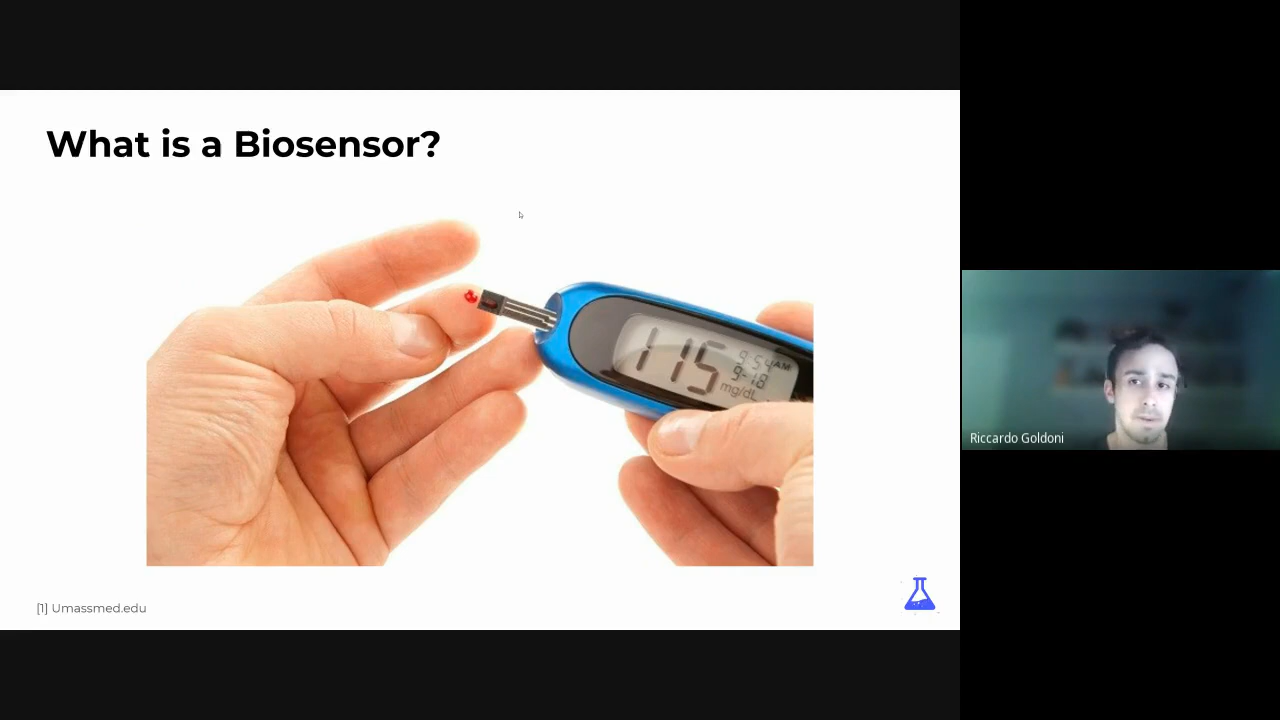 What is a Biosensor?
115
9:54 AM
9-18
mg/dL
[1] Umassmed.edu
Riccardo Goldoni